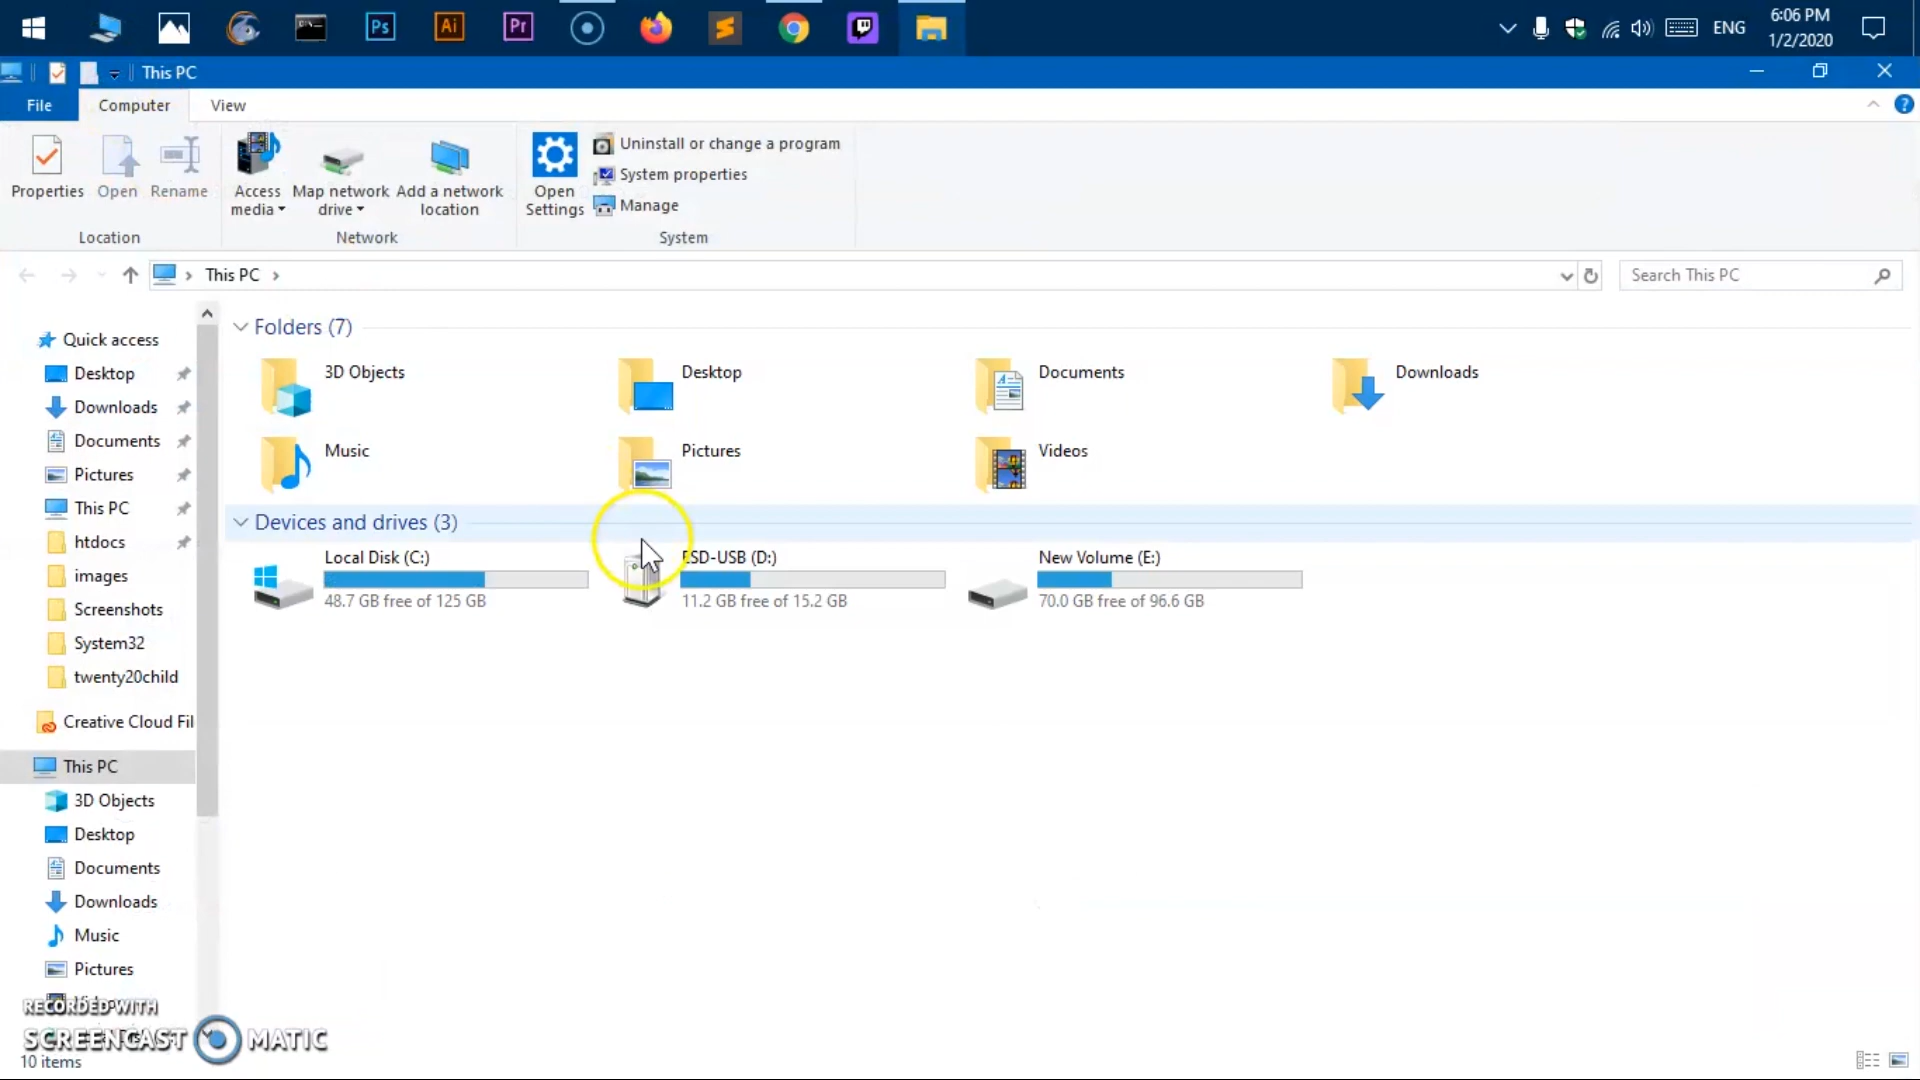 Ps
Ai
Pr
ENG
6:06 PM
1/2/2020
This PC
File
Computer
View
Properties
Open
Rename
Access media
Map network drive
Add a network location
Open Settings
Uninstall or change a program
System properties
Manage
Location
Network
System
This PC
Search This PC
Quick access
Desktop
Downloads
Documents
Pictures
This PC
htdocs
images
Screenshots
System32
twenty20child
Creative Cloud Fil
This PC
3D Objects
Desktop
Documents
Downloads
Music
Pictures
Folders (7)
3D Objects
Desktop
Documents
Downloads
Music
Pictures
Videos
Devices and drives (3)
Local Disk (C:)
48.7 GB free of 125 GB
ESD-USB (D:)
11.2 GB free of 15.2 GB
New Volume (E:)
70.0 GB free of 96.6 GB
RECORDED WITH
SCREENCAST MATIC
10 items